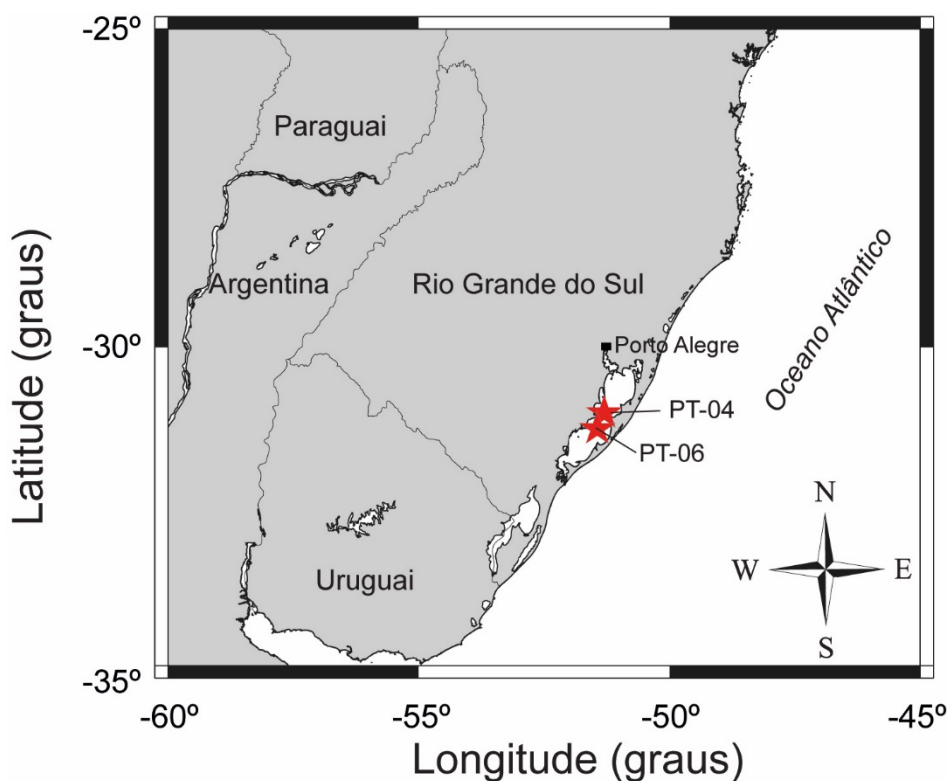 -25º
Paraguai
Argentina
Rio Grande do Sul
Oceano Atlântico
-30º
Porto Alegre
PT-04
PT-06
Latitude (graus)
N
W
E
S
Uruguai
-35º
-60º
-55º
-50º
-45º
Longitude (graus)